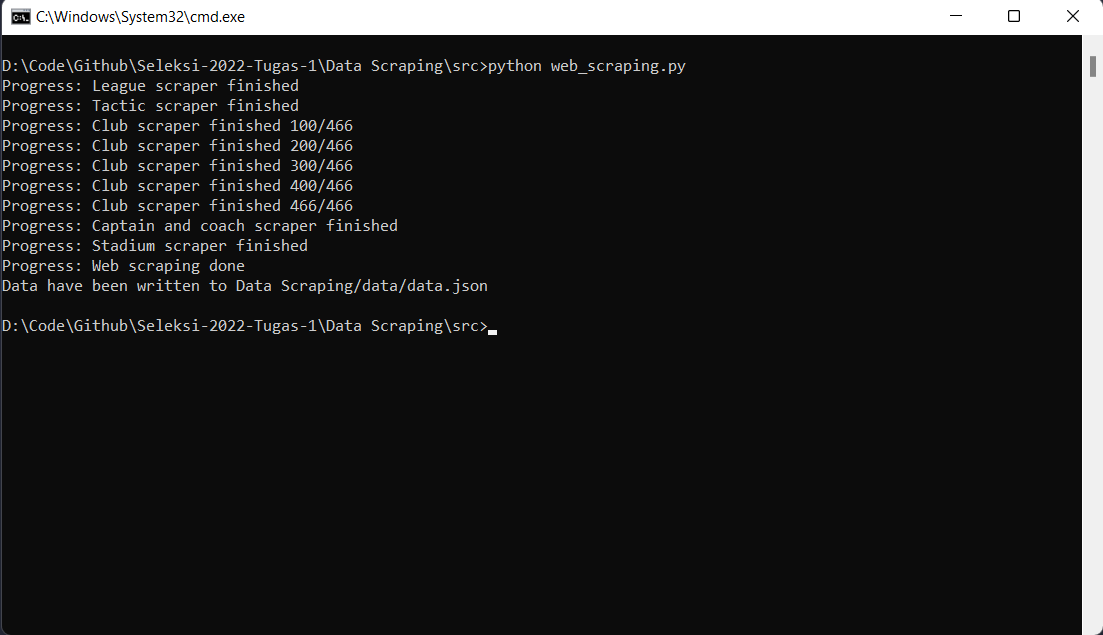 C:\Windows\System32\cmd.exe
D:\Code\Github\Seleksi-2022-Tugas-1\Data Scraping\src>python web_scraping.py
Progress: League scraper finished
Progress: Tactic scraper finished
Progress: Club scraper finished 100/466
Progress: Club scraper finished 200/466
Progress: Club scraper finished 300/466
Progress: Club scraper finished 400/466
Progress: Club scraper finished 466/466
Progress: Captain and coach scraper finished
Progress: Stadium scraper finished
Progress: Web scraping done
Data have been written to Data Scraping/data/data.json
D:\Code\Github\Seleksi-2022-Tugas-1\Data Scraping\src>